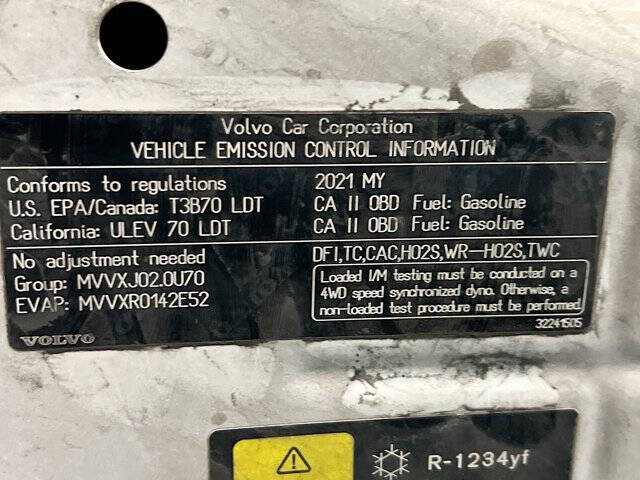 Volvo Car Corporation
VEHICLE EMISSION CONTROL INFORMATION
Conforms to regulations 2021 MY
U.S. EPA/Canada: T3B70 LDT CA II OBD Fuel: Gasoline
California: ULEV 70 LDT CA II OBD Fuel: Gasoline
No adjustment needed DFI,TC,CAC,HO2S,WR-HO2S,TWC
Group: MVVXJ02.0U70
EVAP: MVVXR0142E52
Loaded I/M testing must be conducted on a
4WD speed synchronized dyno. Otherwise, a
non-loaded test procedure must be performed.
32241505
VOLVO
R-1234yf